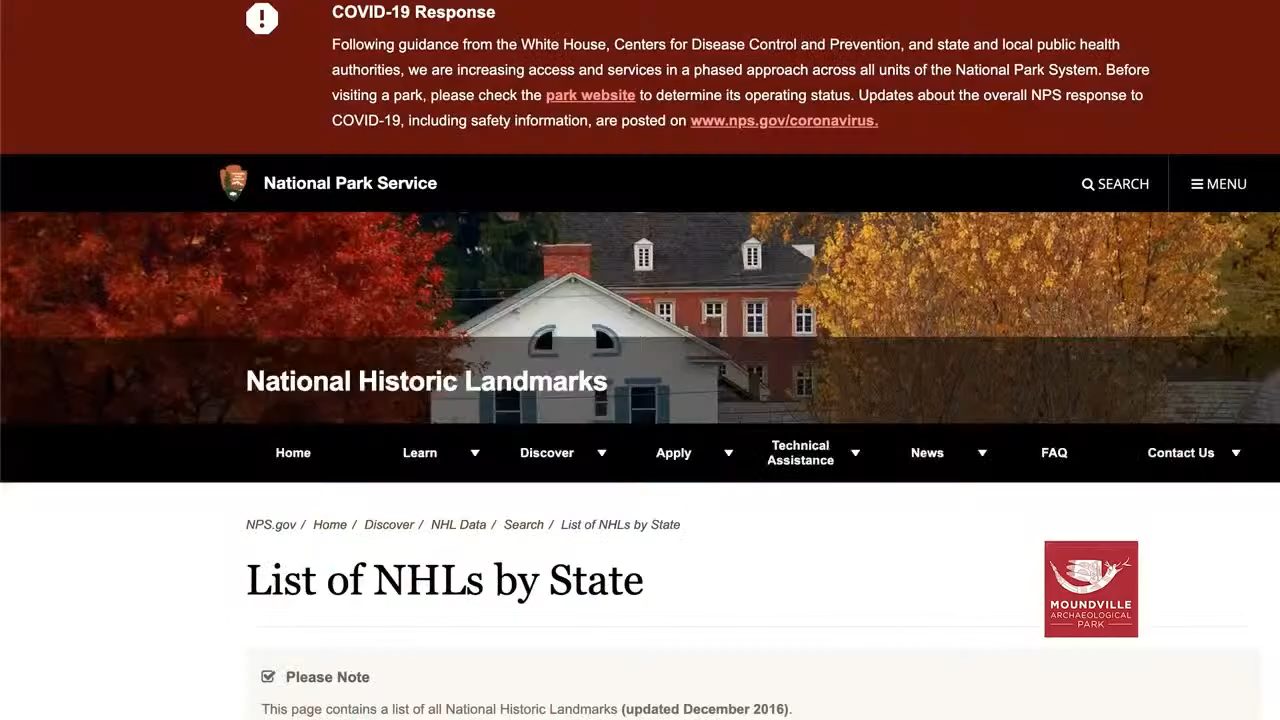 COVID-19 Response
Following guidance from the White House, Centers for Disease Control and Prevention, and state and local public health
authorities, we are increasing access and services in a phased approach across all units of the National Park System. Before
visiting a park, please check the park website to determine its operating status. Updates about the overall NPS response to
COVID-19, including safety information, are posted on www.nps.gov/coronavirus.
National Park Service
SEARCH
MENU
National Historic Landmarks
Home
Learn
Discover
Apply
Technical
Assistance
News
FAQ
Contact Us
NPS.gov / Home / Discover / NHL Data / Search / List of NHLs by State
List of NHLs by State
MOUNDVILLE
ARCHAEOLOGICAL
PARK
Please Note
This page contains a list of all National Historic Landmarks (updated December 2016).